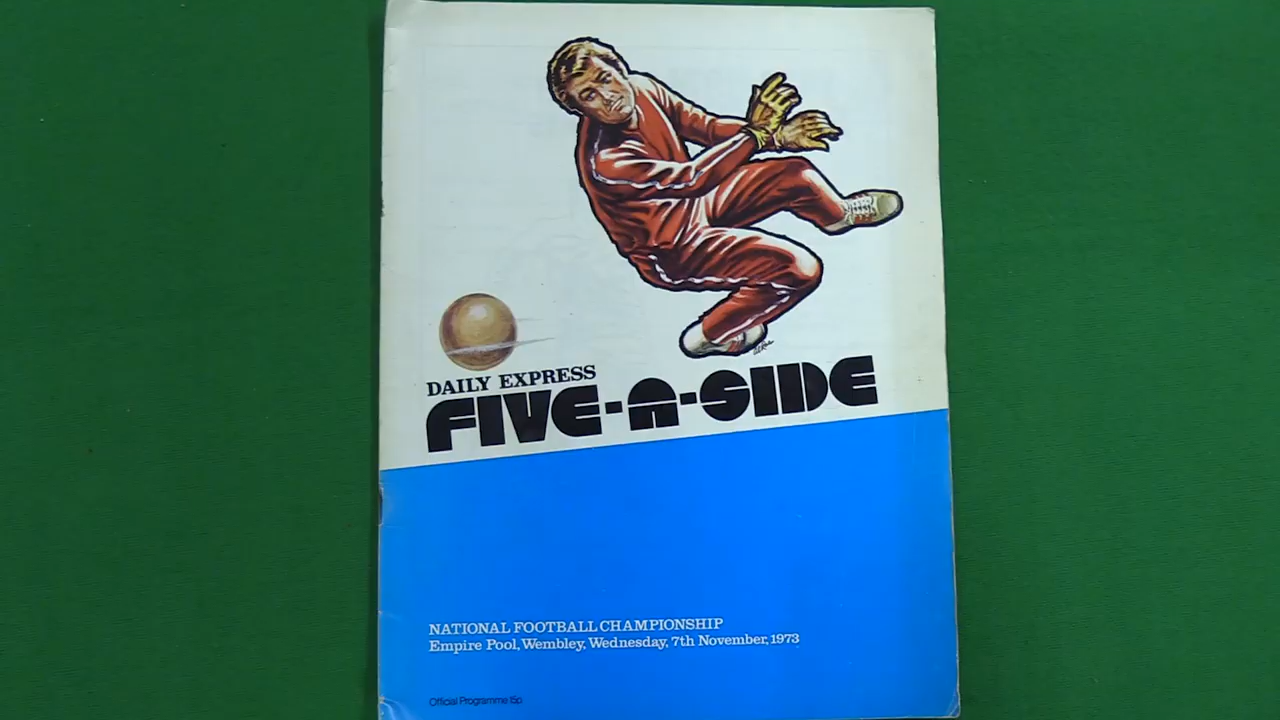 DAILY EXPRESS
FIVE-A-SIDE
NATIONAL FOOTBALL CHAMPIONSHIP
Empire Pool, Wembley, Wednesday, 7th November, 1973
Official Programme 15p